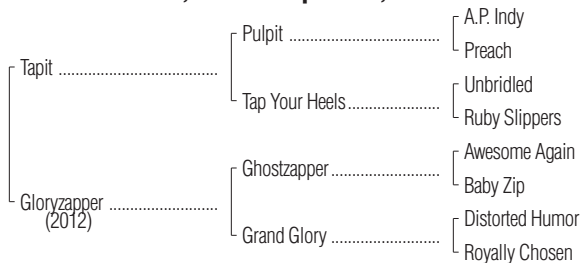 A.P. Indy
Pulpit
Preach
Tapit
Unbridled
Tap Your Heels
Ruby Slippers
Awesome Again
Ghostzapper
Baby Zip
Gloryzapper
(2012)
Distorted Humor
Grand Glory
Royally Chosen